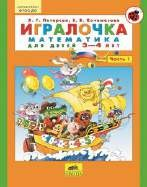 Л. Г. Петерсон, Е. Е. Кочемасова
ИГРАЛОЧКА
МАТЕМАТИКА
ДЛЯ ДЕТЕЙ 3–4 ЛЕТ
Часть 1